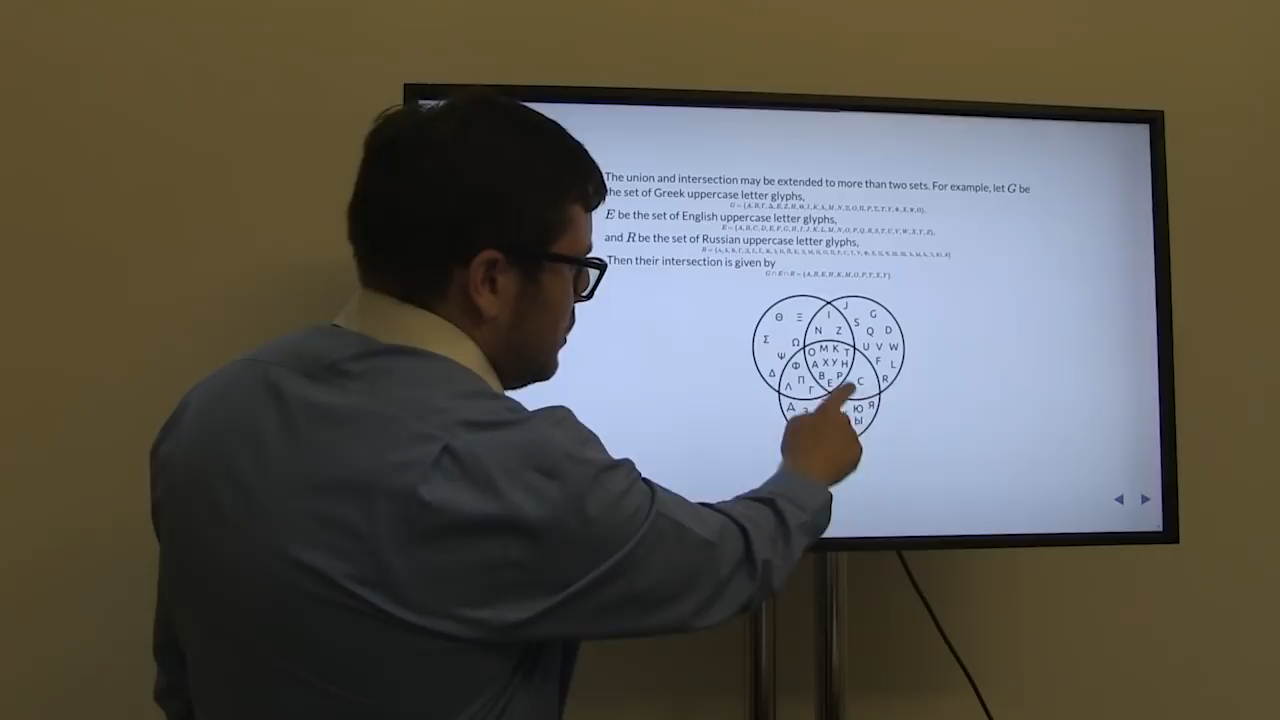 The union and intersection may be extended to more than two sets. For example, let G be
the set of Greek uppercase letter glyphs,
G = {Α, Β, Γ, Δ, Ε, Ζ, Η, Θ, Ι, Κ, Λ, Μ, Ν, Ξ, Ο, Π, Ρ, Σ, Τ, Υ, Φ, Χ, Ψ, Ω},
E be the set of English uppercase letter glyphs,
E = {A, B, C, D, E, F, G, H, I, J, K, L, M, N, O, P, Q, R, S, T, U, V, W, X, Y, Z},
and R be the set of Russian uppercase letter glyphs,
Then their intersection is given by
G ∩ E ∩ R = {A, B, E, H, K, M, O, P, T, X, Y}.
J
Θ Ξ I G
S
N Z Q D
Σ Ω U V W
O M K T
Ψ Φ A X Y H F L
Δ B P
Λ Π E C R
Γ
Д Ю Я
Ы